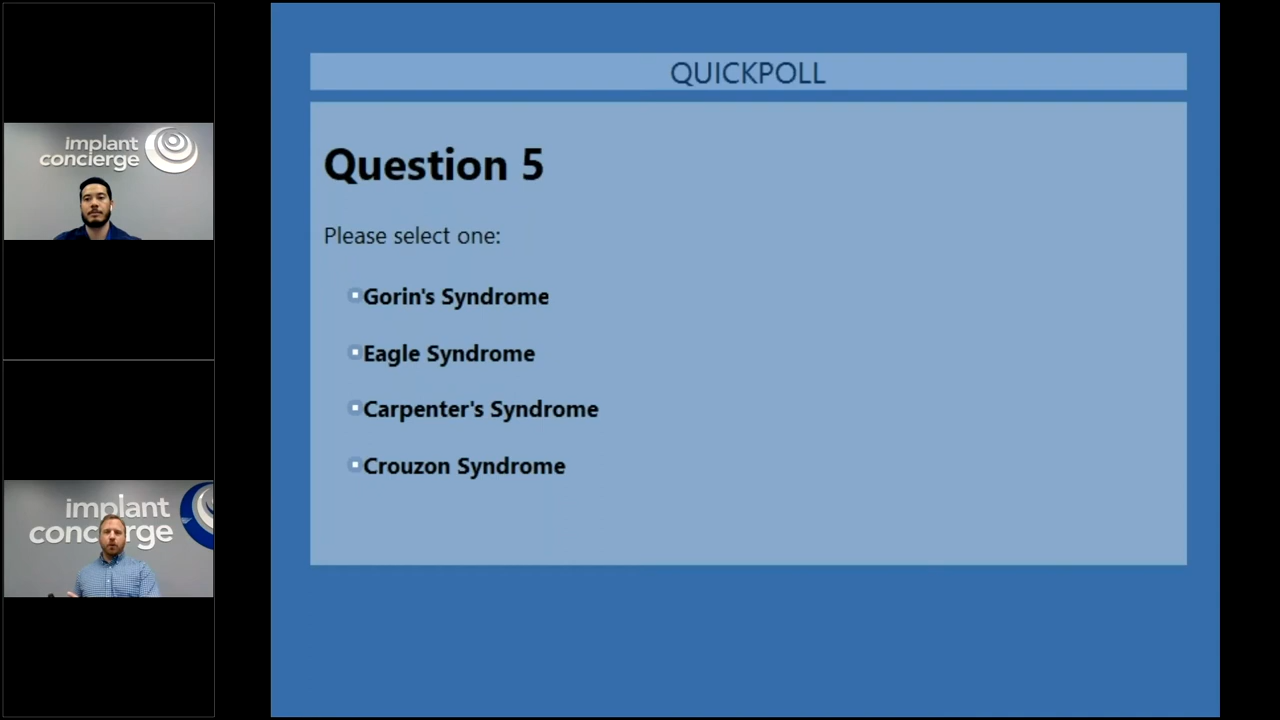 implant
concierge
implant
concierge
QUICKPOLL
Question 5
Please select one:
Gorin's Syndrome
Eagle Syndrome
Carpenter's Syndrome
Crouzon Syndrome